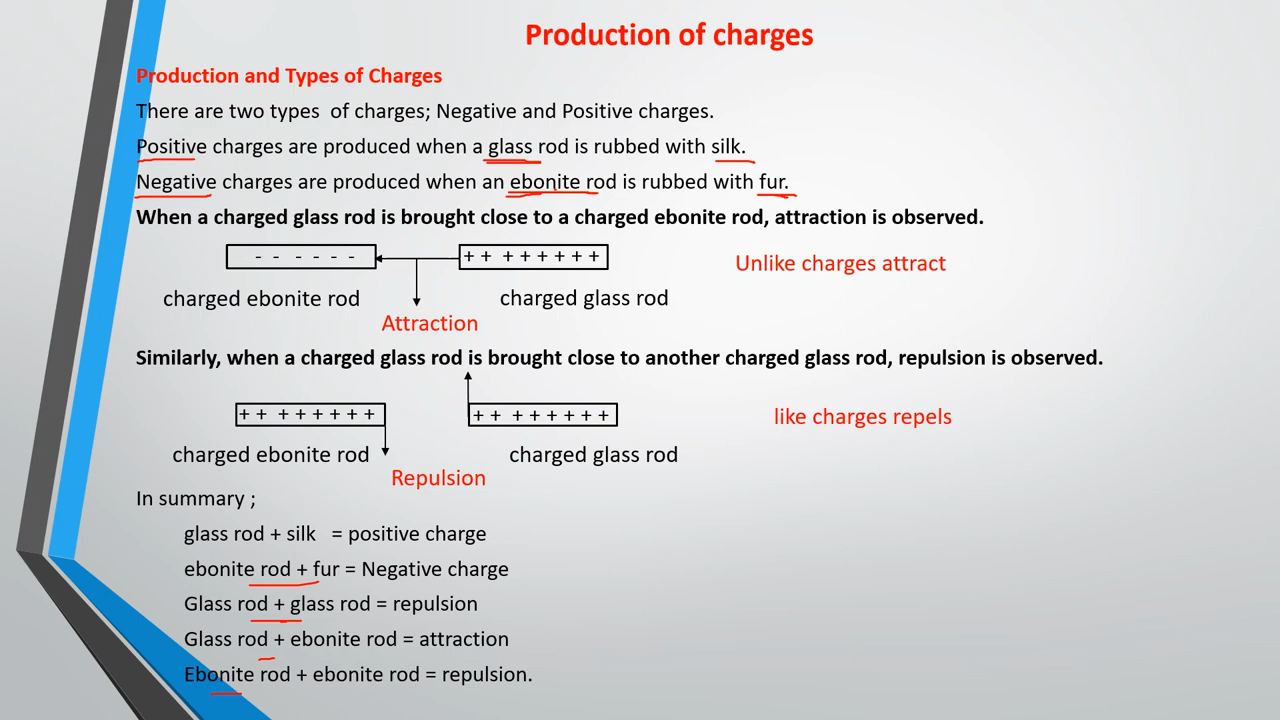 Production of charges
Production and Types of Charges
There are two types of charges; Negative and Positive charges.
Positive charges are produced when a glass rod is rubbed with silk.
Negative charges are produced when an ebonite rod is rubbed with fur.
When a charged glass rod is brought close to a charged ebonite rod, attraction is observed.
- - - - - - + + + + + + + + Unlike charges attract
charged ebonite rod charged glass rod
Attraction
Similarly, when a charged glass rod is brought close to another charged glass rod, repulsion is observed.
+ + + + + + + + + + + + + + + + like charges repels
charged ebonite rod charged glass rod
Repulsion
In summary ;
glass rod + silk = positive charge
ebonite rod + fur = Negative charge
Glass rod + glass rod = repulsion
Glass rod + ebonite rod = attraction
Ebonite rod + ebonite rod = repulsion.